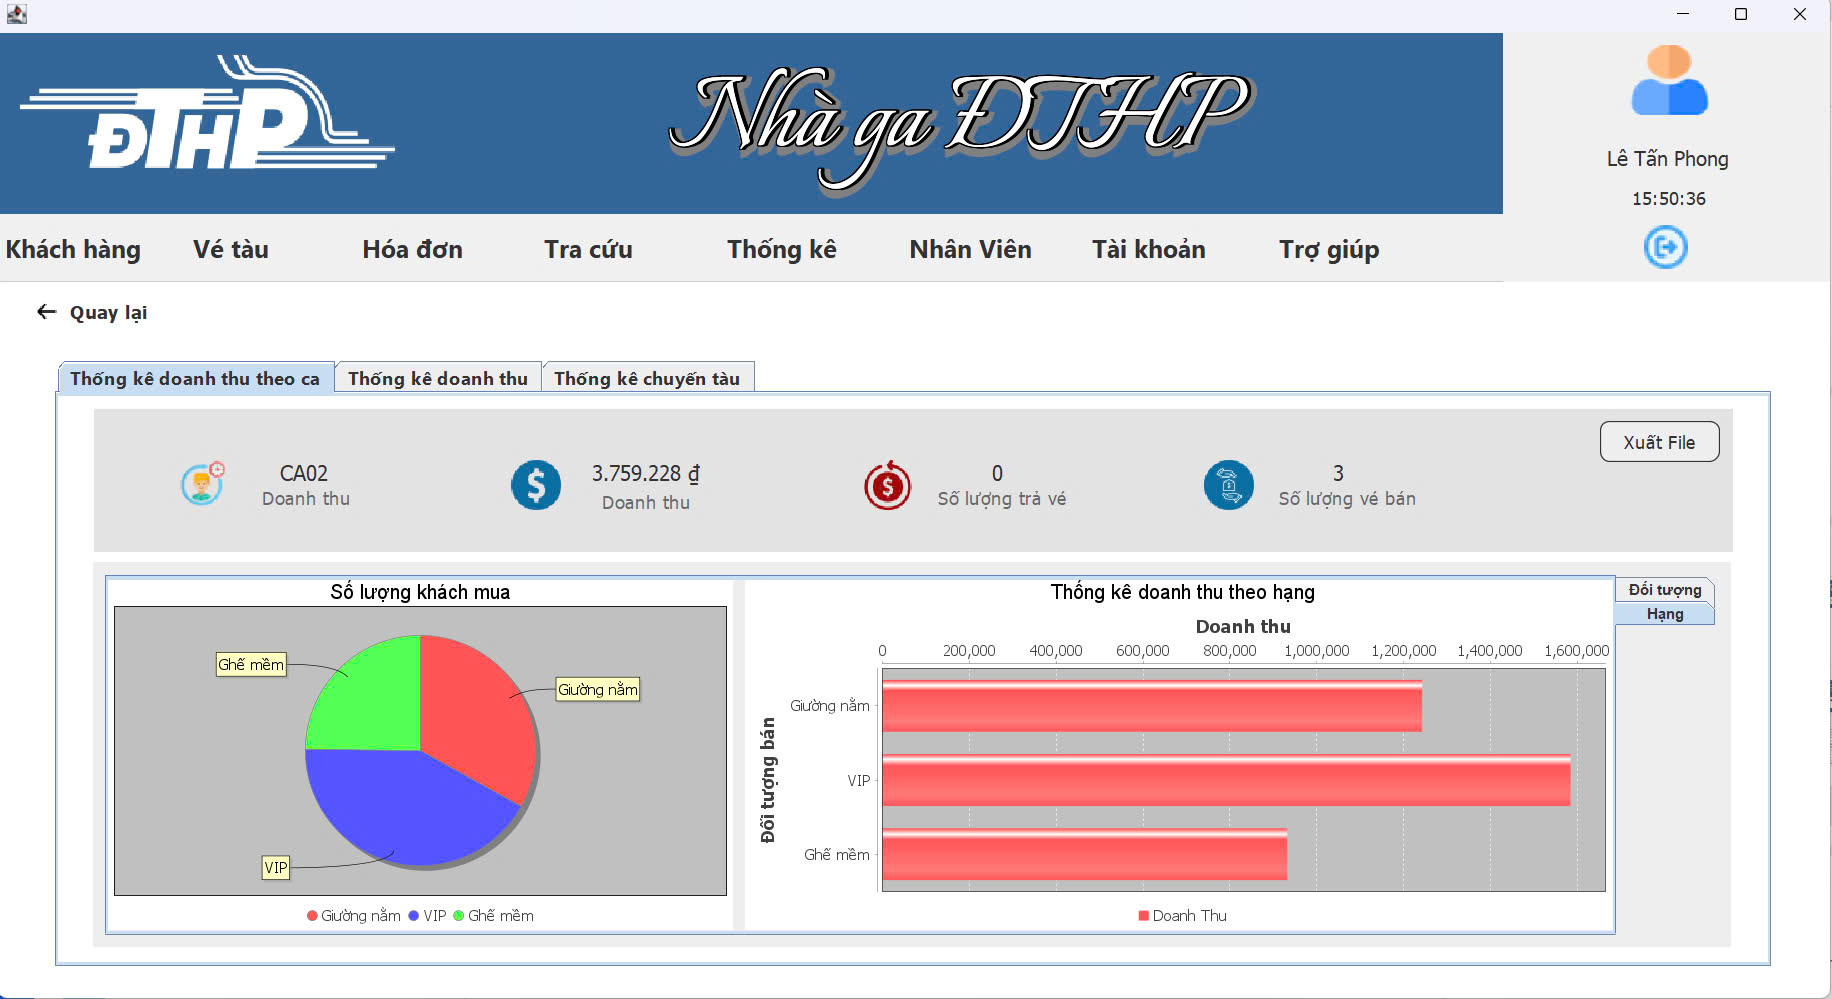 ĐTHP
Nhà ga ĐTHP
Lê Tấn Phong
15:50:36
Khách hàng Vé tàu Hóa đơn Tra cứu Thống kê Nhân Viên Tài khoản Trợ giúp
Quay lại
Thống kê doanh thu theo ca Thống kê doanh thu Thống kê chuyến tàu
Xuất File
CA02
Doanh thu
3.759.228 ₫
Doanh thu
0
Số lượng trả vé
3
Số lượng vé bán
Số lượng khách mua
Ghế mềm
Giường nằm
VIP
Giường nằm VIP Ghế mềm
Thống kê doanh thu theo hạng
Doanh thu
0 200,000 400,000 600,000 800,000 1,000,000 1,200,000 1,400,000 1,600,000
Đối tượng bán
Giường nằm
VIP
Ghế mềm
Doanh Thu
Đối tượng
Hạng